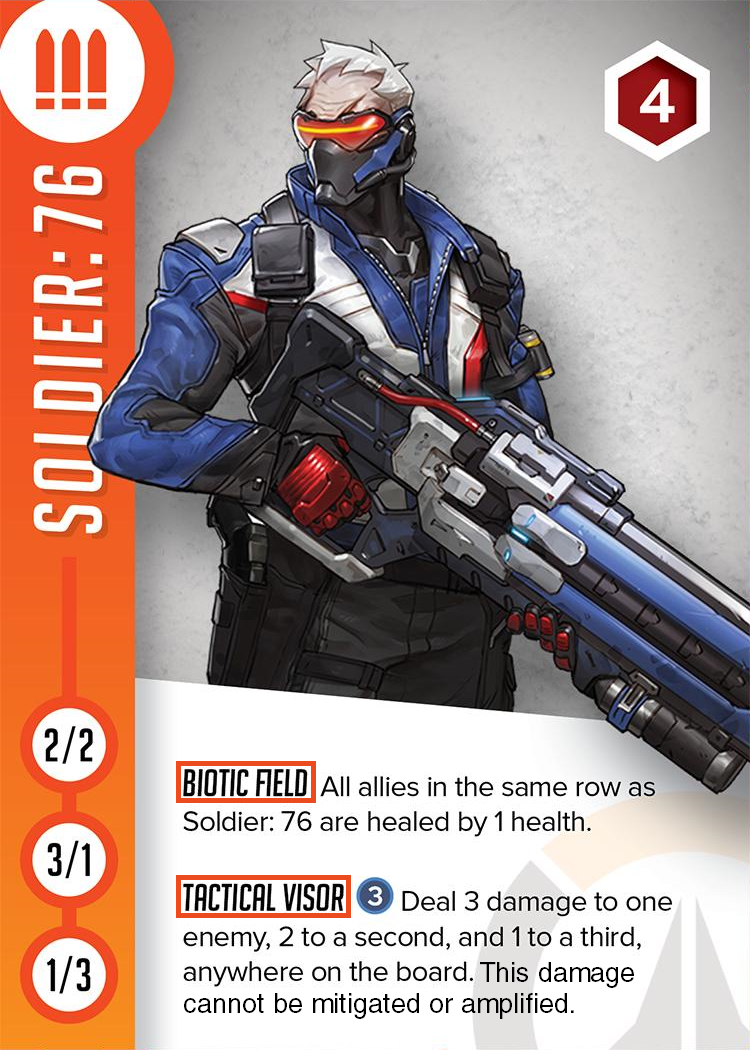 4
SOLDIER: 76
2/2
3/1
1/3
BIOTIC FIELD All allies in the same row as
Soldier: 76 are healed by 1 health.
TACTICAL VISOR 3 Deal 3 damage to one
enemy, 2 to a second, and 1 to a third,
anywhere on the board. This damage
cannot be mitigated or amplified.